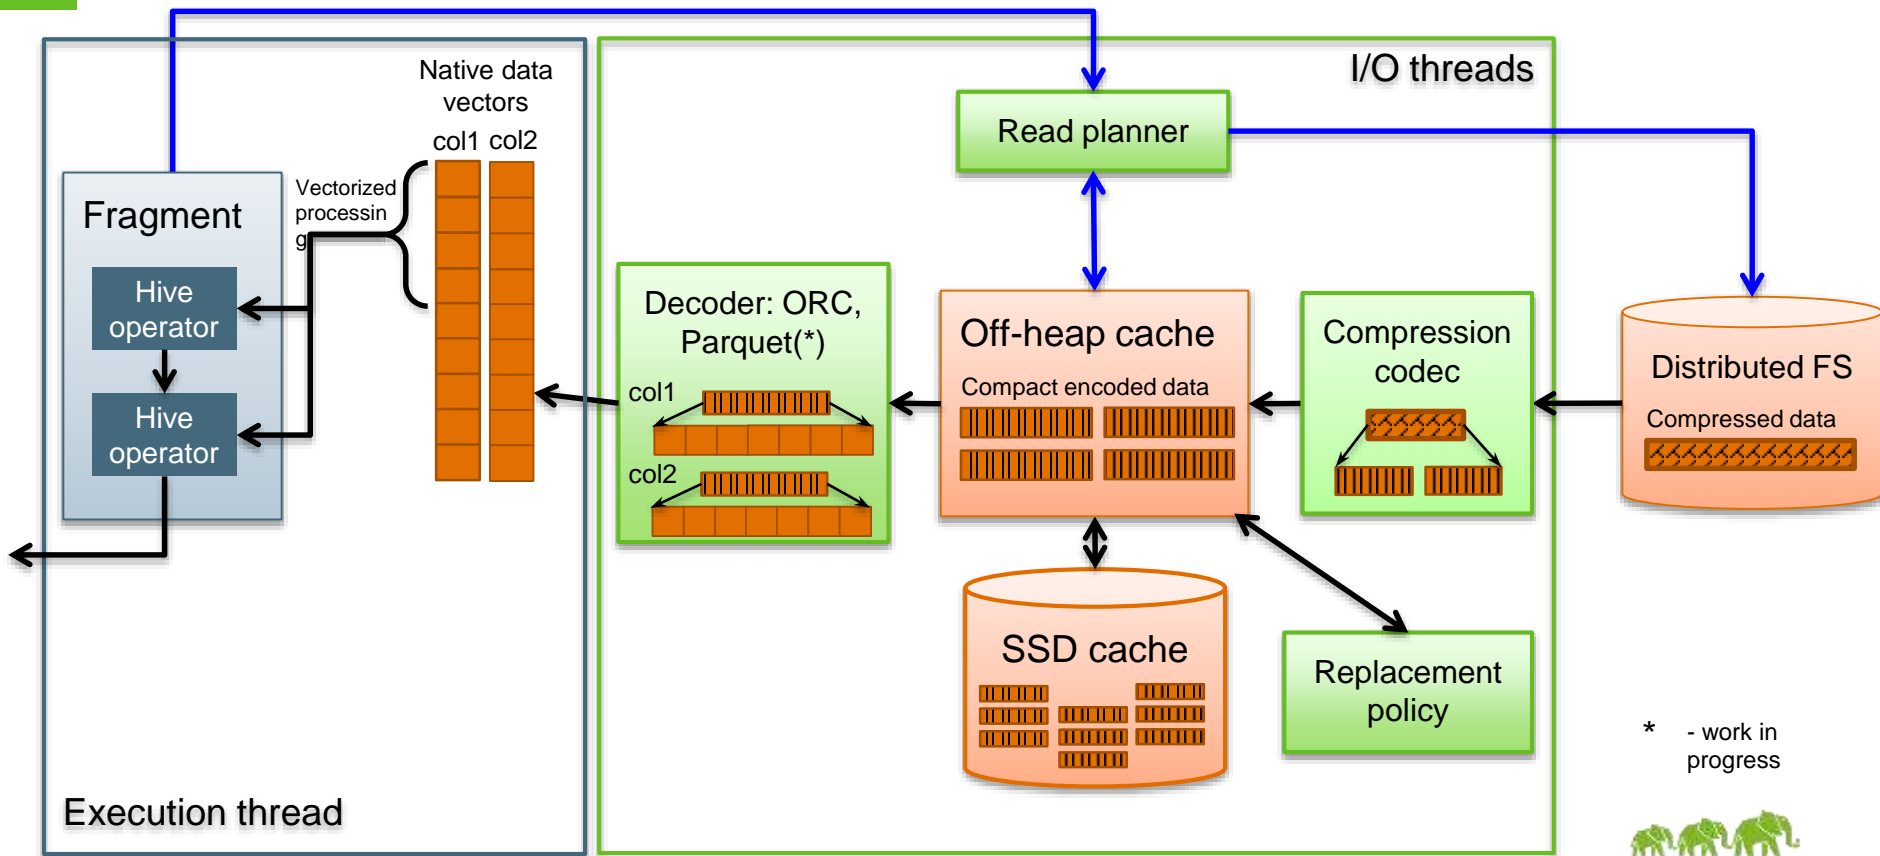 Native data
vectors
col1 col2
Vectorized
processin
g
Fragment
Hive
operator
Hive
operator
Execution thread
I/O threads
Read planner
Decoder: ORC,
Parquet(*)
col1
col2
Off-heap cache
Compact encoded data
Compression
codec
Distributed FS
Compressed data
SSD cache
Replacement
policy
* - work in
progress